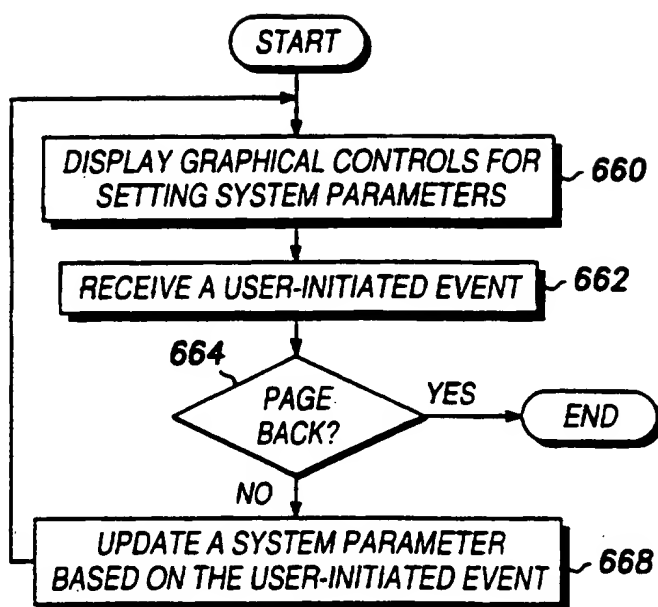 START
DISPLAY GRAPHICAL CONTROLS FOR
SETTING SYSTEM PARAMETERS
660
RECEIVE A USER-INITIATED EVENT
662
664
PAGE
BACK?
YES
END
NO
UPDATE A SYSTEM PARAMETER
BASED ON THE USER-INITIATED EVENT
668